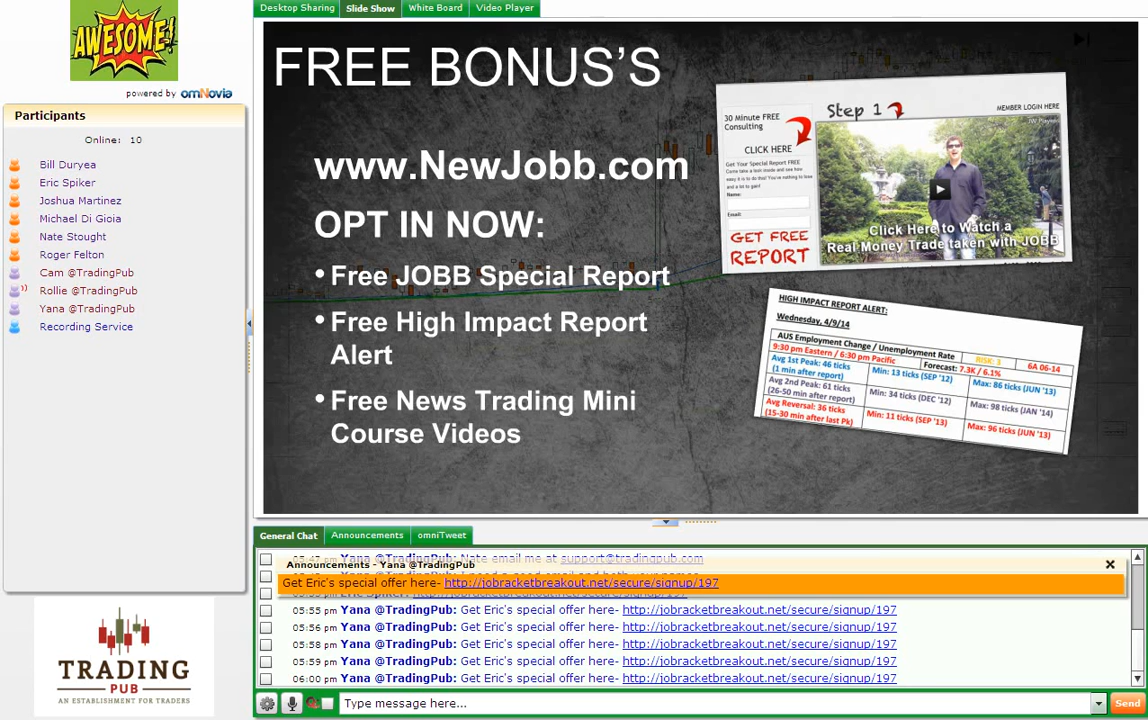 Desktop Sharing
Slide Show
White Board
Video Player
AWESOME!
powered by omNovia
Participants
Online: 10
Bill Duryea
Eric Spiker
Joshua Martinez
Michael Di Gioia
Nate Stought
Roger Felton
Cam @TradingPub
Rollie @TradingPub
Yana @TradingPub
Recording Service
TRADING
PUB
AN ESTABLISHMENT FOR TRADERS
FREE BONUS'S
www.NewJobb.com
OPT IN NOW:
• Free JOBB Special Report
• Free High Impact Report
Alert
• Free News Trading Mini
Course Videos
Step 1
MEMBER LOGIN HERE
30 Minute FREE
Consulting
CLICK HERE
Get Your Special Report FREE
Name:
Email:
GET FREE
REPORT
Click Here to Watch a
Real Money Trade taken with JOBB
HIGH IMPACT REPORT ALERT:
Wednesday, 4/9/14
AUS Employment Change / Unemployment Rate
RISK: 3
6A 06-14
9:30 pm Eastern / 6:30 pm Pacific
Forecast: 7.3K / 6.1%
Avg 1st Peak: 46 ticks
(1 min after report)
Min: 13 ticks (SEP '12)
Max: 86 ticks (JUN '13)
Avg 2nd Peak: 61 ticks
(26-50 min after report)
Min: 34 ticks (DEC '12)
Max: 98 ticks (JAN '14)
Avg Reversal: 36 ticks
(15-30 min after last Pk)
Min: 11 ticks (SEP '13)
Max: 96 ticks (JUN '13)
General Chat
Announcements
omniTweet
Yana @TradingPub: Nate email me at support@tradingpub.com
Announcements - Yana @TradingPub
Get Eric's special offer here- http://jobracketbreakout.net/secure/signup/197
05:55 pm Yana @TradingPub: Get Eric's special offer here- http://jobracketbreakout.net/secure/signup/197
05:56 pm Yana @TradingPub: Get Eric's special offer here- http://jobracketbreakout.net/secure/signup/197
05:58 pm Yana @TradingPub: Get Eric's special offer here- http://jobracketbreakout.net/secure/signup/197
05:59 pm Yana @TradingPub: Get Eric's special offer here- http://jobracketbreakout.net/secure/signup/197
06:00 pm Yana @TradingPub: Get Eric's special offer here- http://jobracketbreakout.net/secure/signup/197
Type message here...
Send